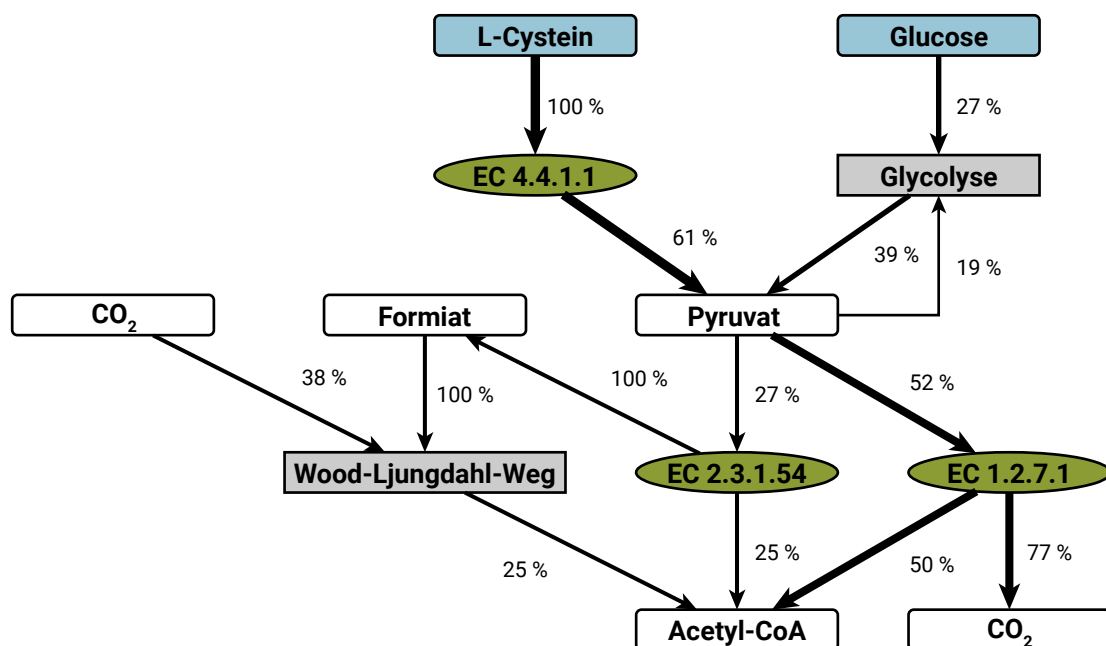 L-Cystein
Glucose
100 %
27 %
EC 4.4.1.1
Glycolyse
61 %
39 %
19 %
CO₂
Formiat
Pyruvat
38 %
100 %
100 %
27 %
52 %
Wood-Ljungdahl-Weg
EC 2.3.1.54
EC 1.2.7.1
25 %
25 %
50 %
77 %
Acetyl-CoA
CO₂